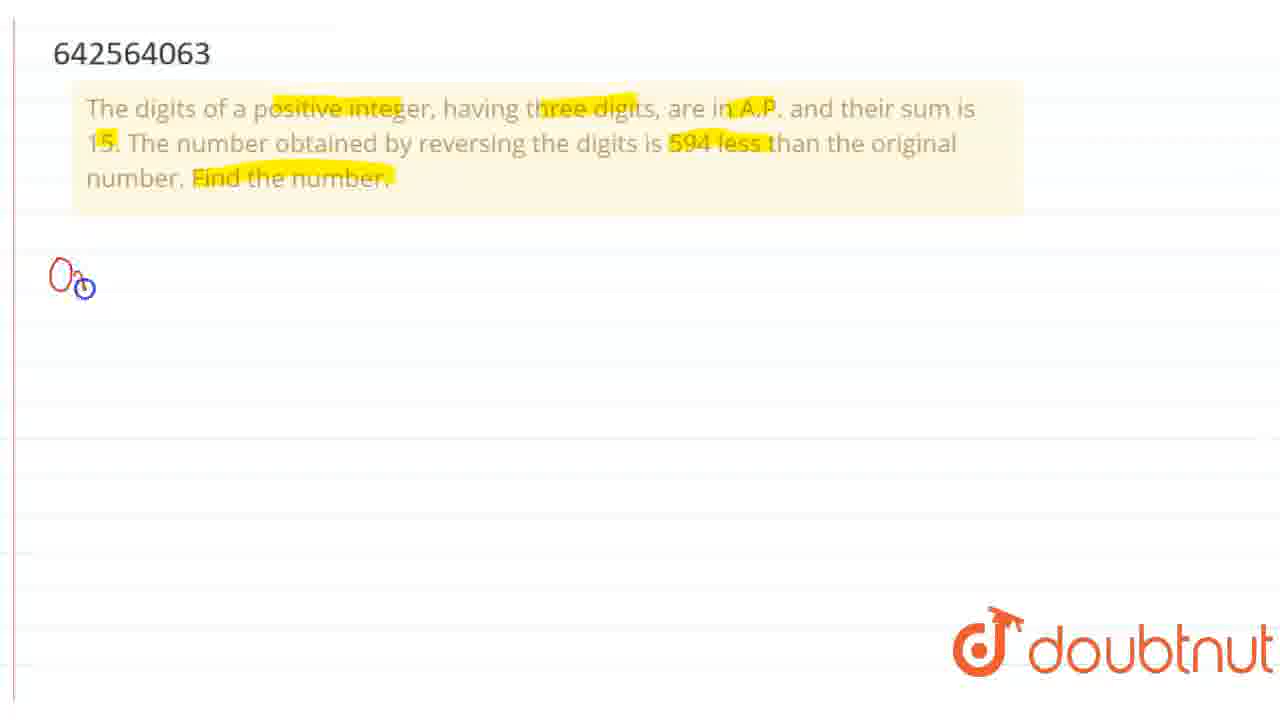 642564063
The digits of a positive integer, having three digits, are in A.P. and their sum is
15. The number obtained by reversing the digits is 594 less than the original
number. Find the number.
doubtnut